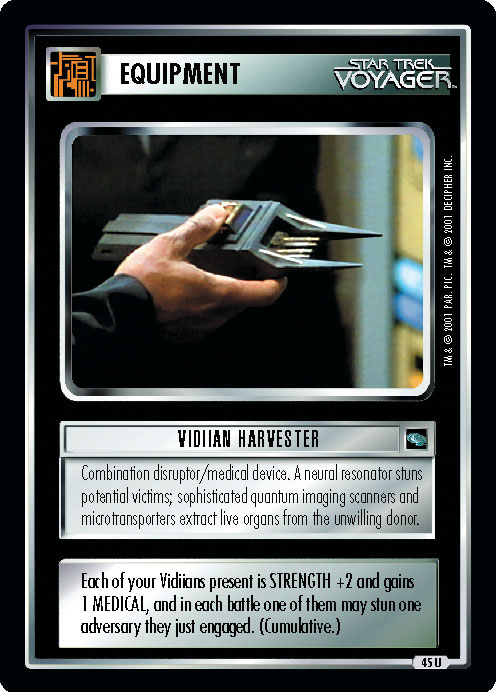 EQUIPMENT
STAR TREK
VOYAGER™
TM & © 2001 PAR. PIC. TM & © 2001 DECIPHER INC.
VIDIIAN HARVESTER
Combination disruptor/medical device. A neural resonator stuns
potential victims; sophisticated quantum imaging scanners and
microtransporters extract live organs from the unwilling donor.
Each of your Vidiians present is STRENGTH +2 and gains
1 MEDICAL, and in each battle one of them may stun one
adversary they just engaged. (Cumulative.)
45 U